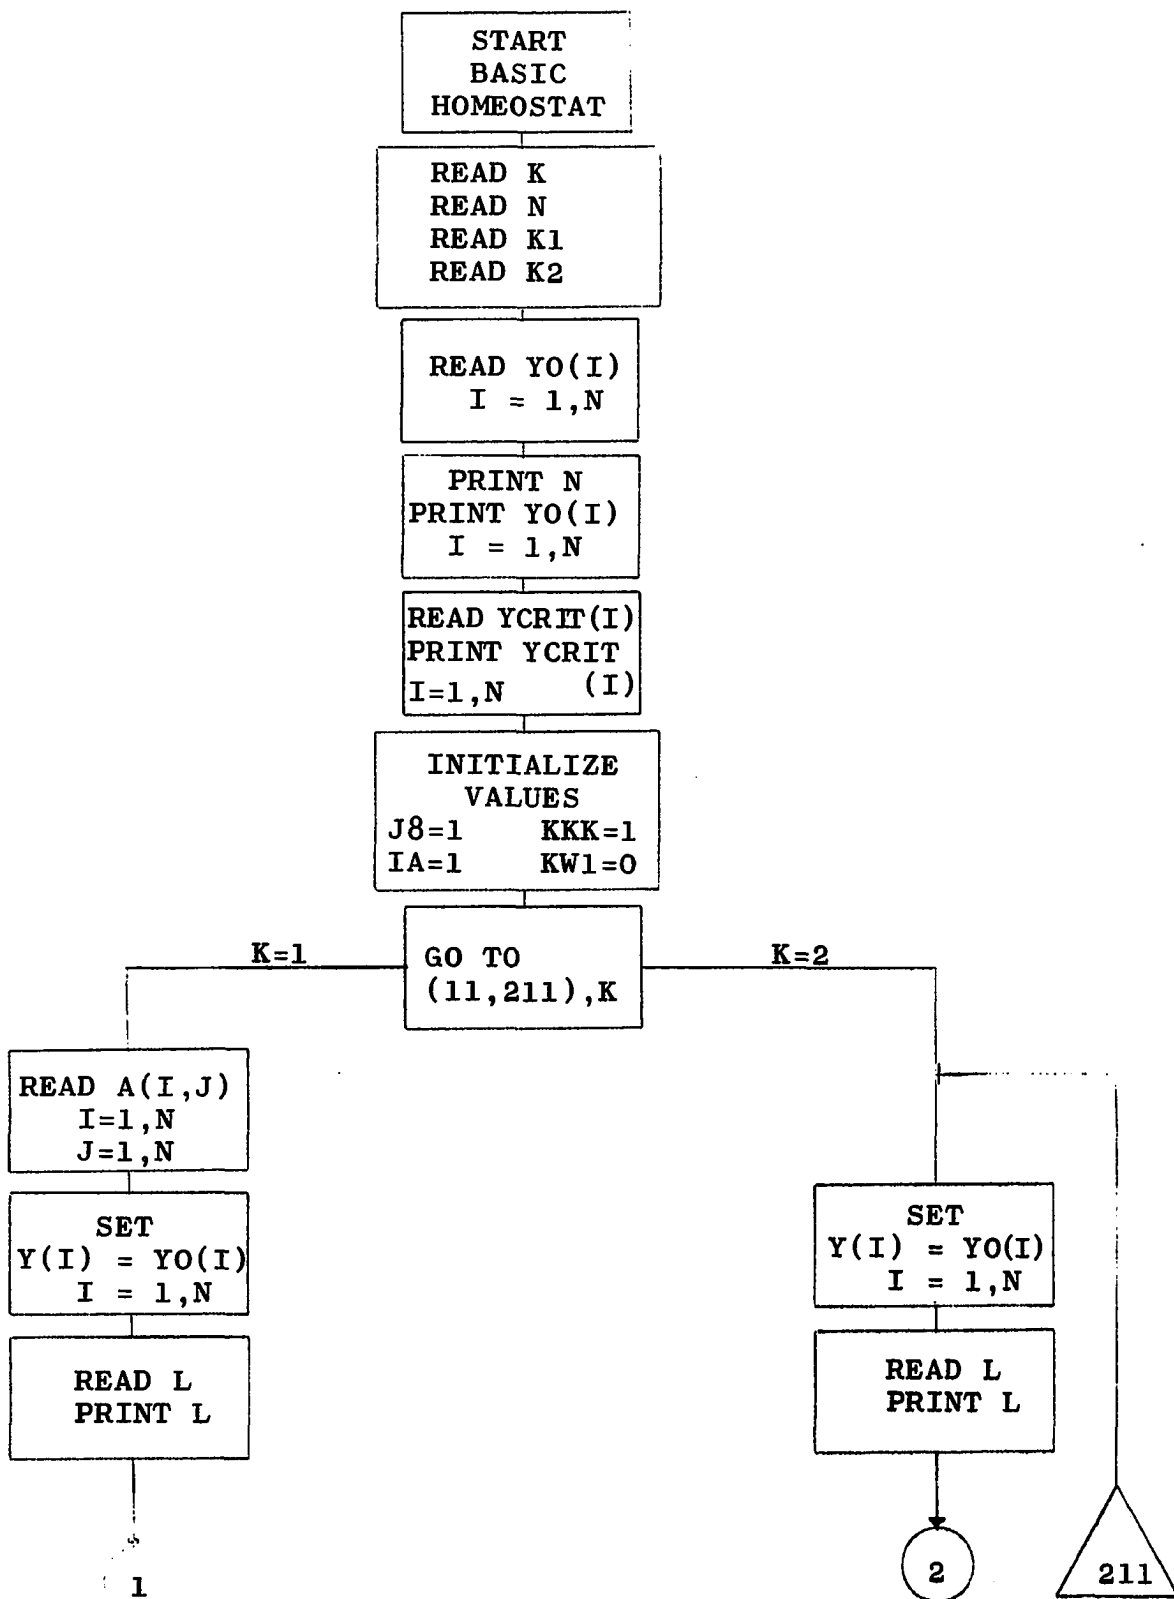 START
BASIC
HOMEOSTAT
READ K
READ N
READ K1
READ K2
READ YO(I)
I = 1,N
PRINT N
PRINT YO(I)
I = 1,N
READ YCRIT(I)
PRINT YCRIT
I=1,N (I)
INITIALIZE
VALUES
J8=1 KKK=1
IA=1 KW1=0
K=1
GO TO
(11,211),K
K=2
READ A(I,J)
I=1,N
J=1,N
SET
Y(I) = YO(I)
I = 1,N
READ L
PRINT L
1
SET
Y(I) = YO(I)
I = 1,N
READ L
PRINT L
2
211